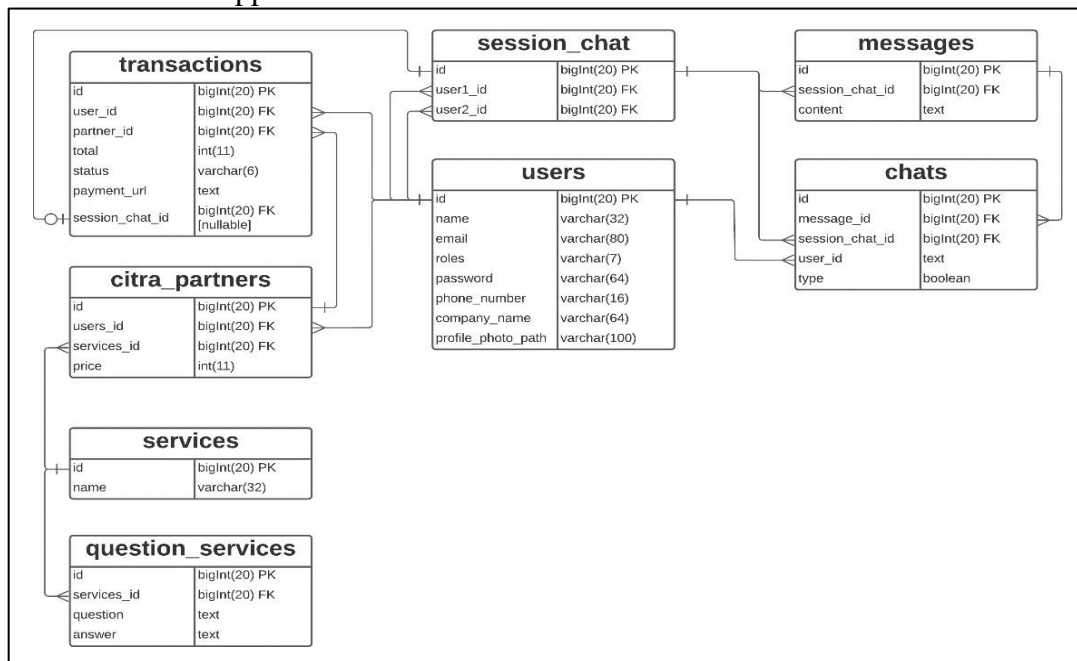 transactions
id bigInt(20) PK
user_id bigInt(20) FK
partner_id bigInt(20) FK
total int(11)
status varchar(6)
payment_url text
session_chat_id bigInt(20) FK
[nullable]
citra_partners
id bigInt(20) PK
users_id bigInt(20) FK
services_id bigInt(20) FK
price int(11)
services
id bigInt(20) PK
name varchar(32)
question_services
id bigInt(20) PK
services_id bigInt(20) FK
question text
answer text
session_chat
id bigInt(20) PK
user1_id bigInt(20) FK
user2_id bigInt(20) FK
users
id bigInt(20) PK
name varchar(32)
email varchar(80)
roles varchar(7)
password varchar(64)
phone_number varchar(16)
company_name varchar(64)
profile_photo_path varchar(100)
messages
id bigInt(20) PK
session_chat_id bigInt(20) FK
content text
chats
id bigInt(20) PK
message_id bigInt(20) FK
session_chat_id bigInt(20) FK
user_id text
type boolean